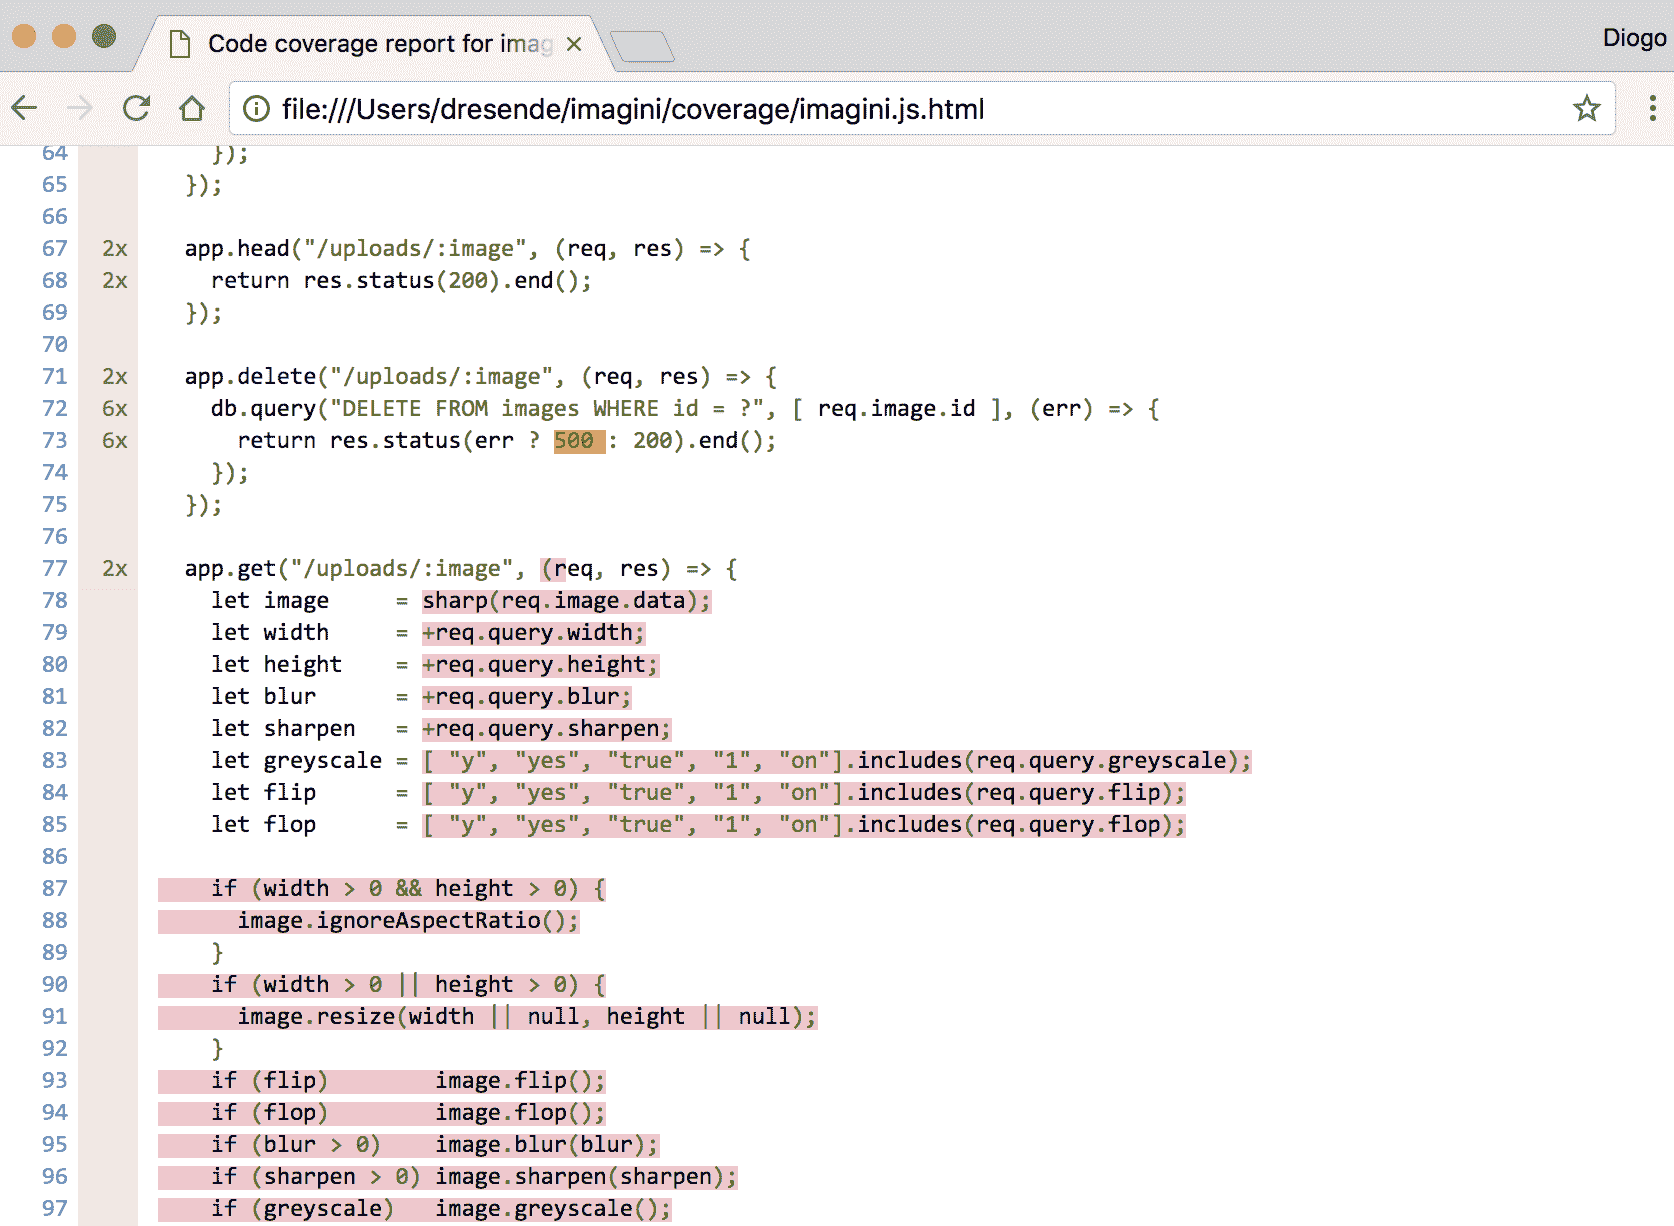 Code coverage report for imag
Diogo
file:///Users/dresende/imagini/coverage/imagini.js.html
64 });
65 });
66
67 2x app.head("/uploads/:image", (req, res) => {
68 2x return res.status(200).end();
69 });
70
71 2x app.delete("/uploads/:image", (req, res) => {
72 6x db.query("DELETE FROM images WHERE id = ?", [ req.image.id ], (err) => {
73 6x return res.status(err ? 500 : 200).end();
74 });
75 });
76
77 2x app.get("/uploads/:image", (req, res) => {
78 let image = sharp(req.image.data);
79 let width = +req.query.width;
80 let height = +req.query.height;
81 let blur = +req.query.blur;
82 let sharpen = +req.query.sharpen;
83 let greyscale = [ "y", "yes", "true", "1", "on"].includes(req.query.greyscale);
84 let flip = [ "y", "yes", "true", "1", "on"].includes(req.query.flip);
85 let flop = [ "y", "yes", "true", "1", "on"].includes(req.query.flop);
86
87 if (width > 0 && height > 0) {
88 image.ignoreAspectRatio();
89 }
90 if (width > 0 || height > 0) {
91 image.resize(width || null, height || null);
92 }
93 if (flip) image.flip();
94 if (flop) image.flop();
95 if (blur > 0) image.blur(blur);
96 if (sharpen > 0) image.sharpen(sharpen);
97 if (greyscale) image.greyscale();